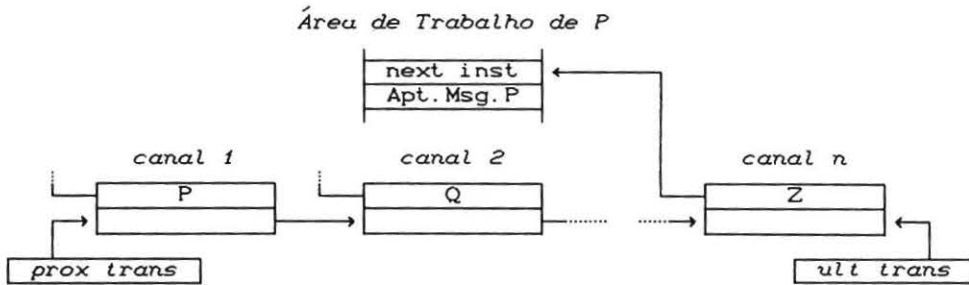 Área de Trabalho de P
next inst
Apt.Msg.P
canal 1
canal 2
canal n
P
Q
Z
prox trans
ult trans